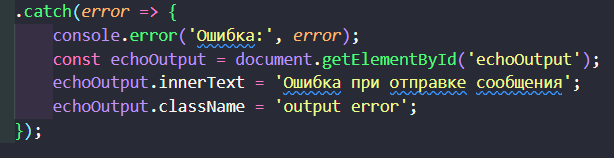 .catch(error => {
    console.error('Ошибка:', error);
    const echoOutput = document.getElementById('echoOutput');
    echoOutput.innerText = 'Ошибка при отправке сообщения';
    echoOutput.className = 'output error';
});